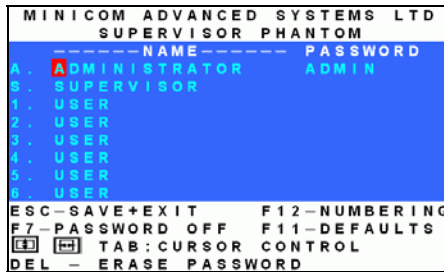 MINICOM ADVANCED SYSTEMS LTD
SUPERVISOR PHANTOM
------NAME------ PASSWORD
A. ADMINISTRATOR ADMIN
S. SUPERVISOR
1. USER
2. USER
3. USER
4. USER
5. USER
6. USER
ESC-SAVE+EXIT F12-NUMBERING
F7-PASSWORD OFF F11-DEFAULTS
TAB:CURSOR CONTROL
DEL - ERASE PASSWORD